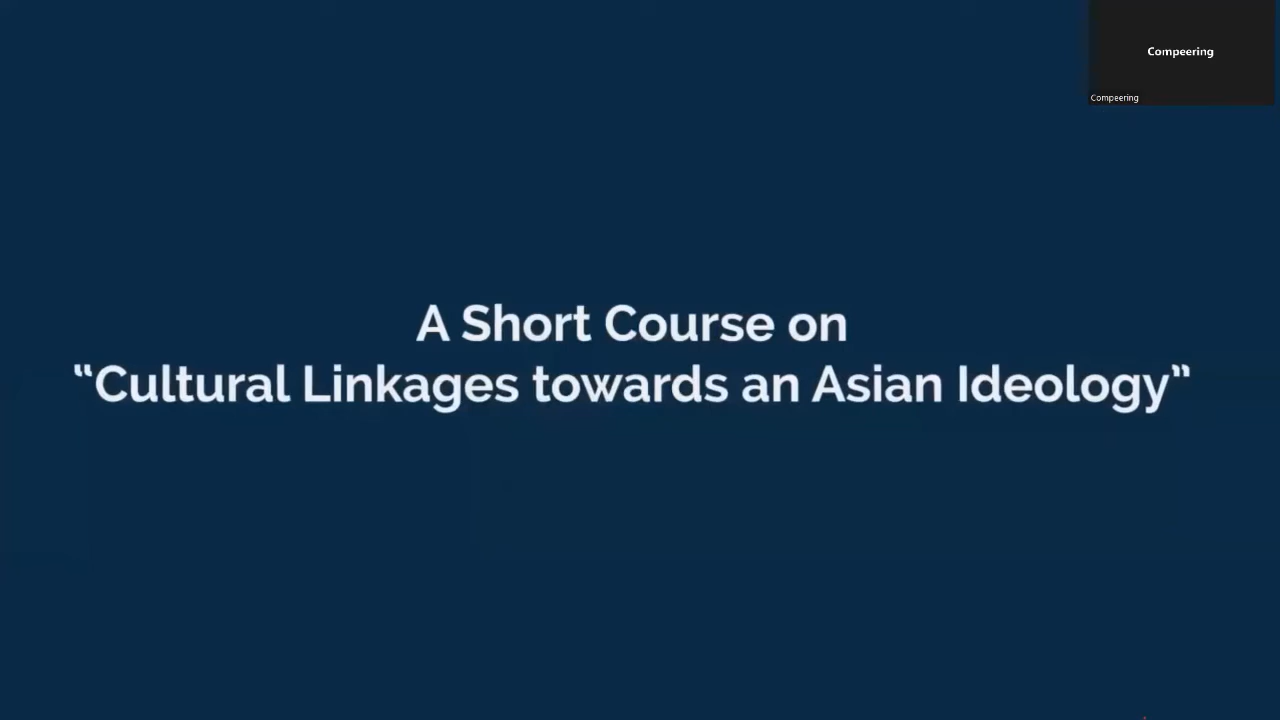 Compeering
Compeering
A Short Course on
“Cultural Linkages towards an Asian Ideology”